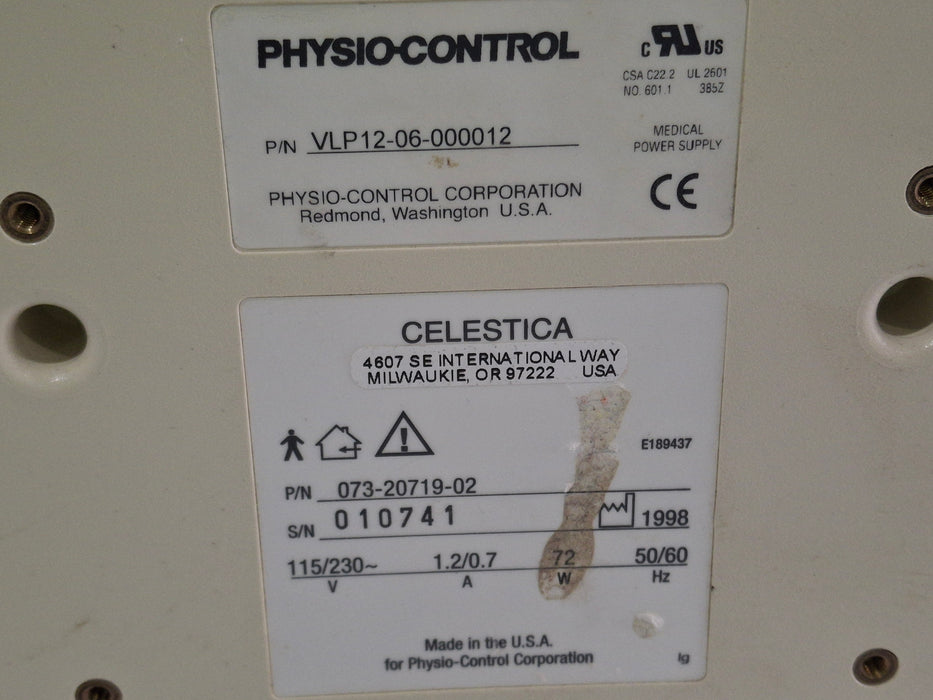 PHYSIO-CONTROL
C UR US
CSA C22.2 UL 2601
NO. 601.1 385Z
P/N VLP12-06-000012
MEDICAL
POWER SUPPLY
PHYSIO-CONTROL CORPORATION
Redmond, Washington U.S.A.
CE
CELESTICA
4607 SE INTERNATIONAL WAY
MILWAUKIE, OR 97222 USA
E189437
P/N 073-20719-02
S/N 010741
1998
115/230~ 1.2/0.7 72 50/60
V A W Hz
Made in the U.S.A.
for Physio-Control Corporation
lg